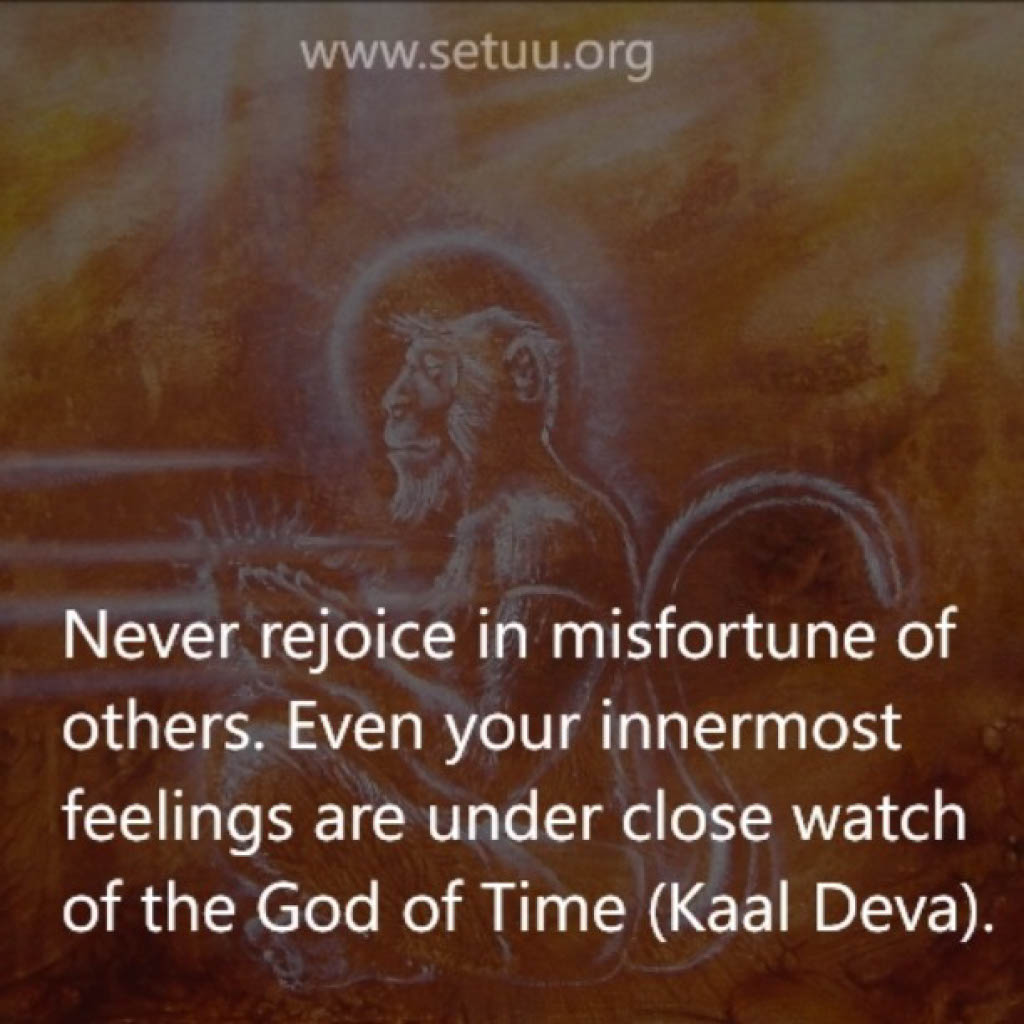 www.setuu.org
Never rejoice in misfortune of
others. Even your innermost
feelings are under close watch
of the God of Time (Kaal Deva).